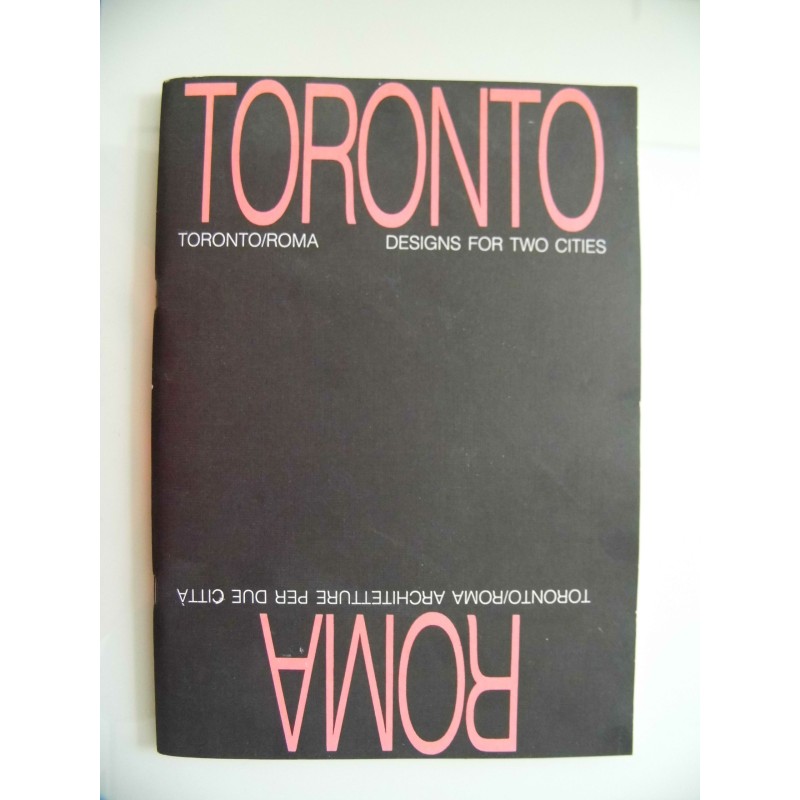 TORONTO
TORONTO/ROMA DESIGNS FOR TWO CITIES
TORONTO/ROMA ARCHITETTURE PER DUE CITTÀ
ROMA